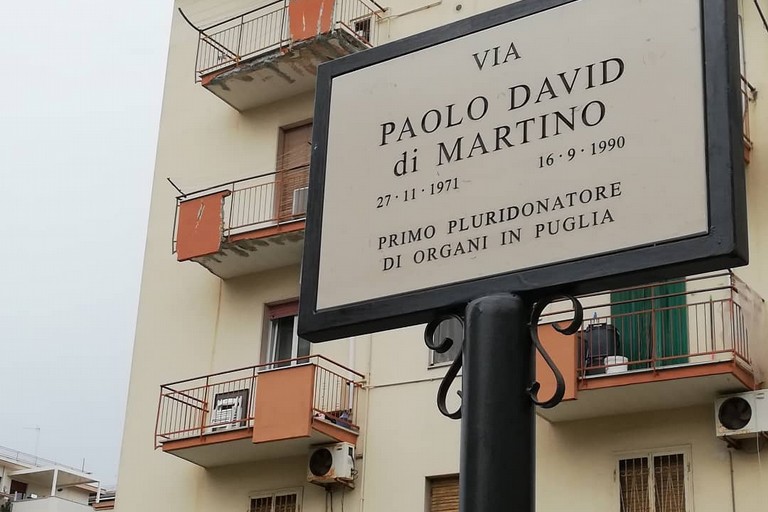 VIA
PAOLO DAVID
di MARTINO
27·11·1971 16·9·1990
PRIMO PLURIDONATORE
DI ORGANI IN PUGLIA